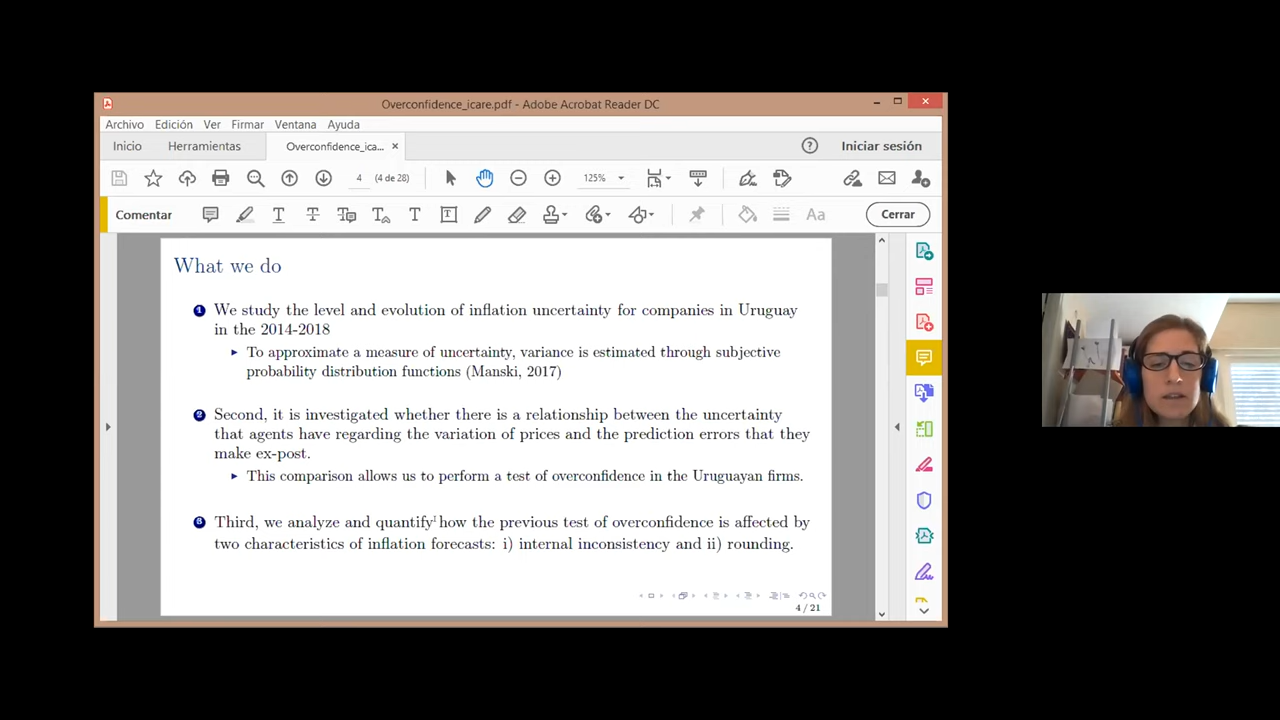 Overconfidence_icare.pdf - Adobe Acrobat Reader DC
Archivo Edición Ver Firmar Ventana Ayuda
Inicio Herramientas Overconfidence_ica... Iniciar sesión
4 (4 de 28) 125%
Comentar Aa Cerrar
What we do
1 We study the level and evolution of inflation uncertainty for companies in Uruguay
in the 2014-2018
To approximate a measure of uncertainty, variance is estimated through subjective
probability distribution functions (Manski, 2017)
2 Second, it is investigated whether there is a relationship between the uncertainty
that agents have regarding the variation of prices and the prediction errors that they
make ex-post.
This comparison allows us to perform a test of overconfidence in the Uruguayan firms.
3 Third, we analyze and quantify how the previous test of overconfidence is affected by
two characteristics of inflation forecasts: i) internal inconsistency and ii) rounding.
4 / 21